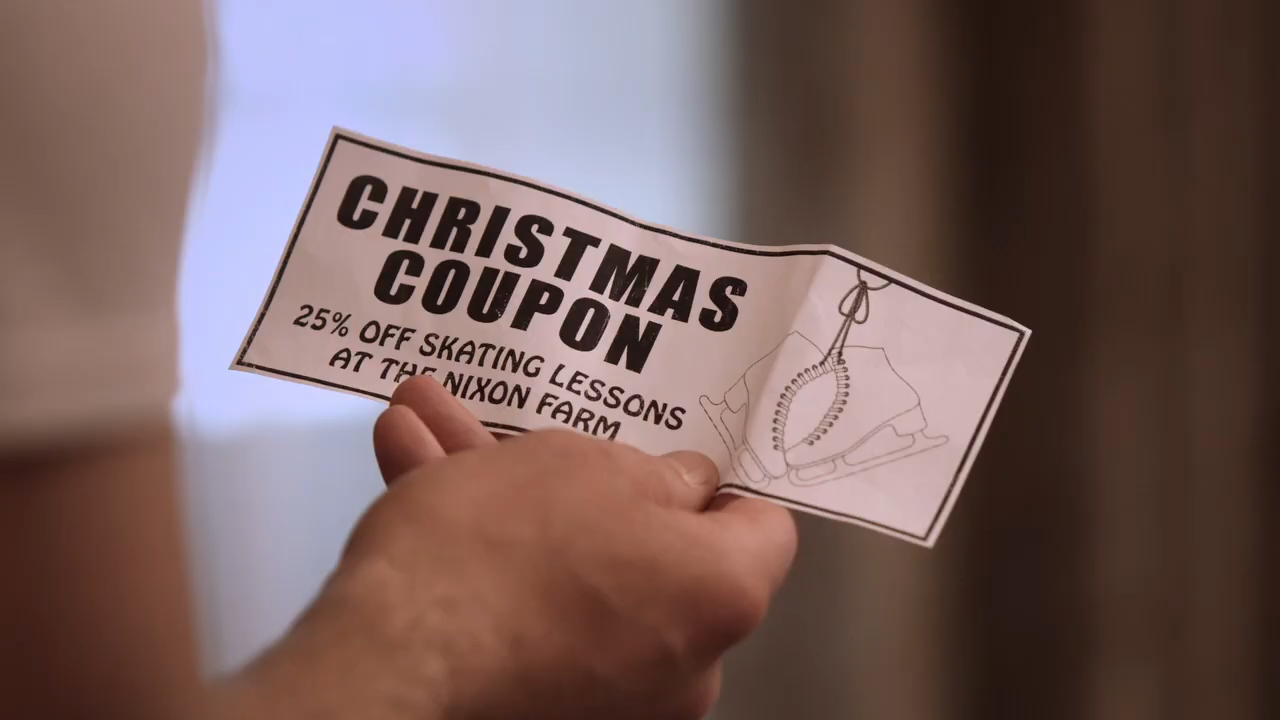 CHRISTMAS
COUPON
25% OFF SKATING LESSONS
AT THE NIXON FARM